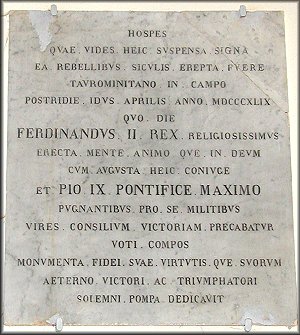 HOSPES
QVAE . VIDES . HEIC . SVSPENSA . SIGNA
EA . REBELLIBVS . SICVLIS . EREPTA . FVERE
TAVROMINITANO . IN . CAMPO
POSTRIDIE . IDVS . APRILIS . ANNO . MDCCCXLIX
QVO . DIE
FERDINANDVS . II . REX . RELIGIOSISSIMVS
ERECTA . MENTE . ANIMO . QVE . IN . DEVM
CVM . AVGVSTA . HEIC . CONIVGE
ET . PIO . IX . PONTIFICE . MAXIMO
PVGNANTIBVS . PRO . SE . MILITIBVS
VIRES . CONSILIVM . VICTORIAM . PRECABATVR
VOTI . COMPOS
MONVMENTA . FIDEI . SVAE . VIRTVTIS . QVE . SVORVM
AETERNO . VICTORI . AC . TRIVMPHATORI
SOLEMNI . POMPA . DEDICAVIT